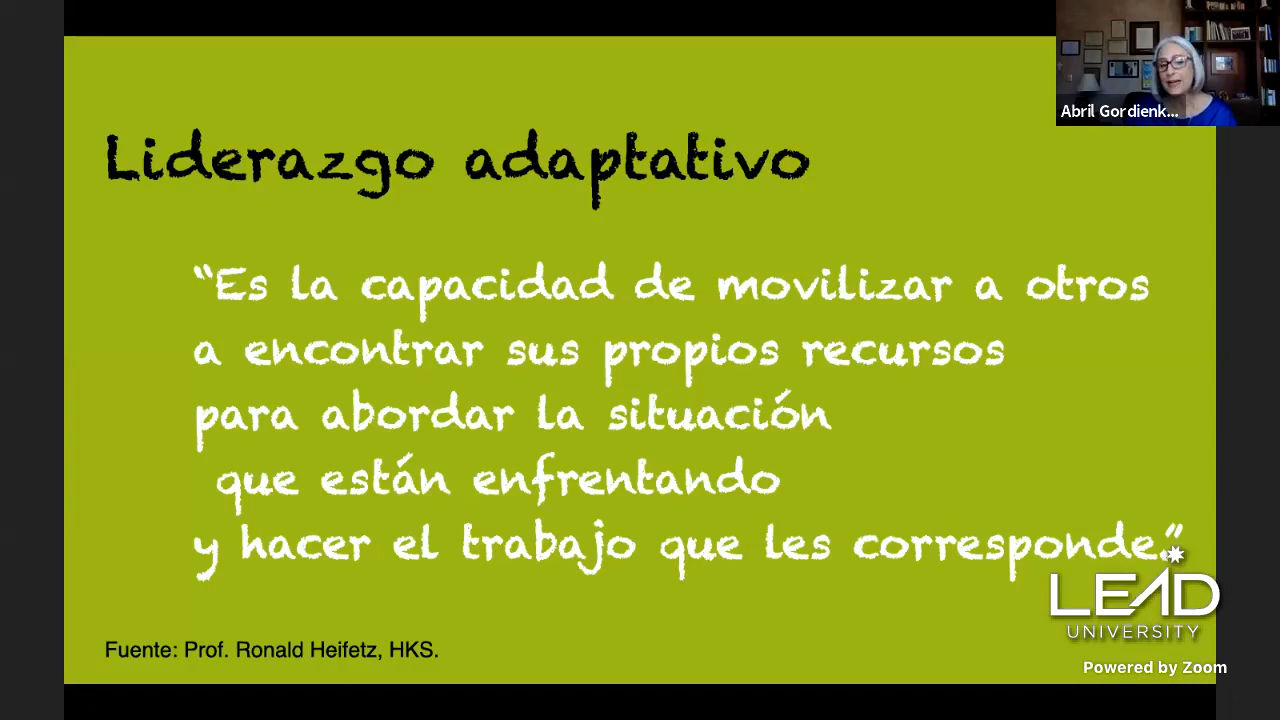 Abril Gordienk...
Liderazgo adaptativo
“Es la capacidad de movilizar a otros
a encontrar sus propios recursos
para abordar la situación
que están enfrentando
y hacer el trabajo que les corresponde.”
LEAD
UNIVERSITY
Fuente: Prof. Ronald Heifetz, HKS.
Powered by Zoom